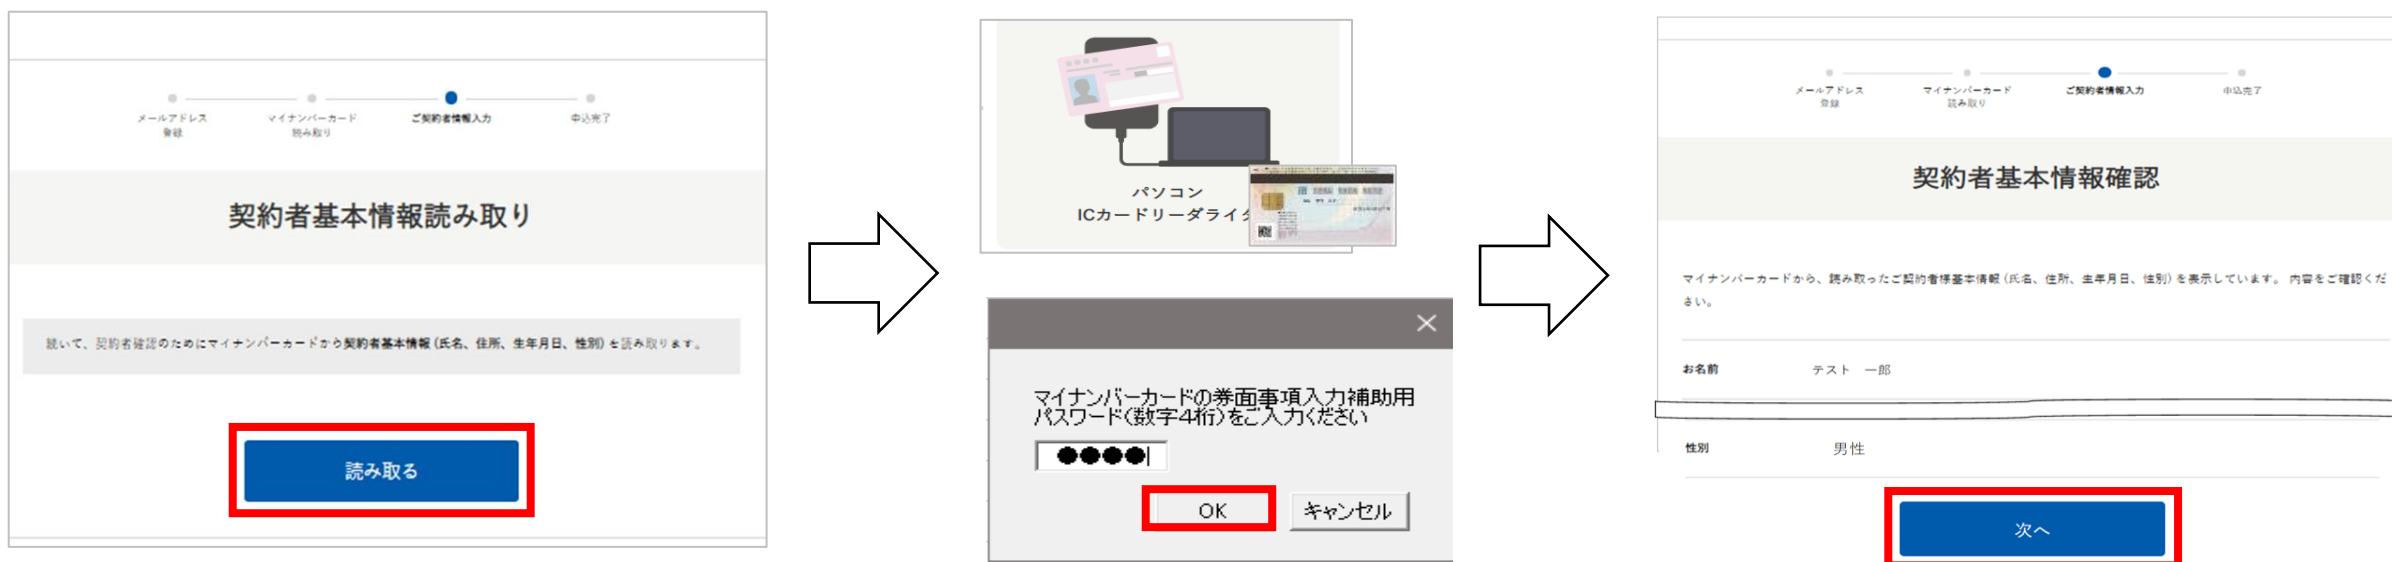 メールアドレス
登録
マイナンバーカード
読み取り
ご契約者情報入力
申込完了
契約者基本情報読み取り
続いて、契約者確認のためにマイナンバーカードから契約者基本情報（氏名、住所、生年月日、性別）を読み取ります。
読み取る
パソコン
ICカードリーダライタ
マイナンバーカードの券面事項入力補助用
パスワード（数字4桁）をご入力ください
●●●●
OK
キャンセル
メールアドレス
登録
マイナンバーカード
読み取り
ご契約者情報入力
申込完了
契約者基本情報確認
マイナンバーカードから、読み取ったご契約者様基本情報（氏名、住所、生年月日、性別）を表示しています。 内容をご確認くだ
さい。
お名前
テスト 一郎
性別
男性
次へ